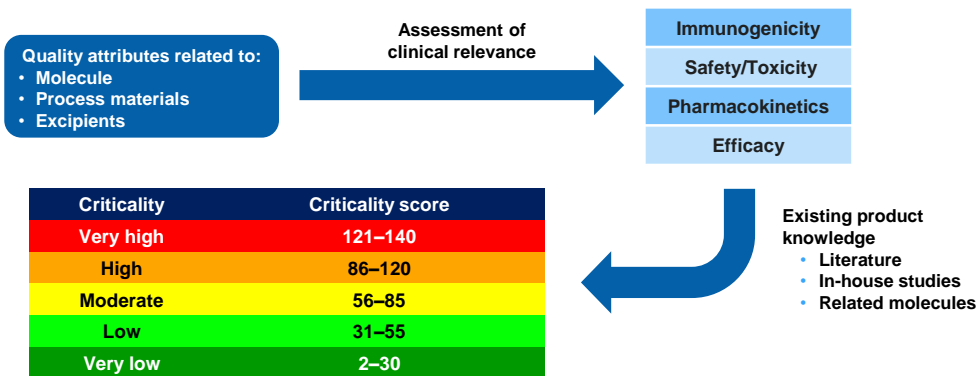 Quality attributes related to:
• Molecule
• Process materials
• Excipients
Assessment of
clinical relevance
Immunogenicity
Safety/Toxicity
Pharmacokinetics
Efficacy
Existing product
knowledge
• Literature
• In-house studies
• Related molecules
Criticality Criticality score
Very high 121–140
High 86–120
Moderate 56–85
Low 31–55
Very low 2–30